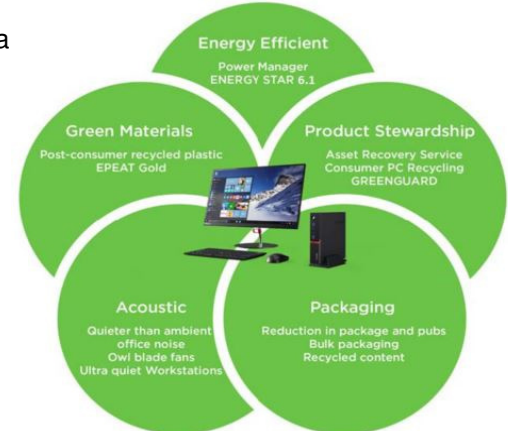 a
Energy Efficient
Power Manager
ENERGY STAR 6.1
Green Materials
Post-consumer recycled plastic
EPEAT Gold
Product Stewardship
Asset Recovery Service
Consumer PC Recycling
GREENGUARD
Acoustic
Quieter than ambient
office noise
Owl blade fans
Ultra quiet Workstations
Packaging
Reduction in package and pubs
Bulk packaging
Recycled content